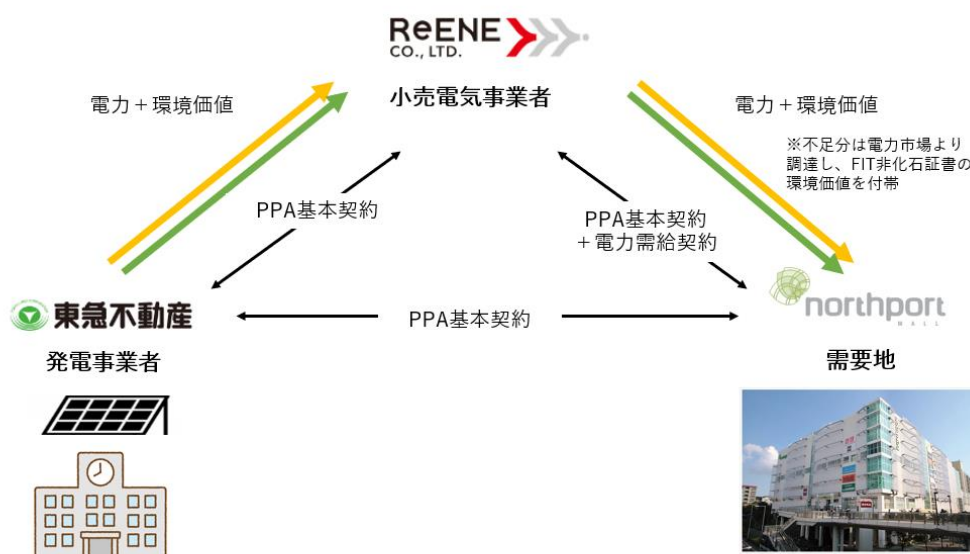 ReENE
CO., LTD.
小売電気事業者
電力＋環境価値
電力＋環境価値
※不足分は電力市場より
調達し、FIT非化石証書の
環境価値を付帯
PPA基本契約
PPA基本契約
＋電力需給契約
東急不動産
PPA基本契約
northport
MALL
発電事業者
需要地